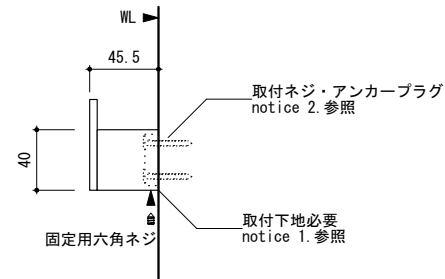 WL
45.5
取付ネジ・アンカープラグ
notice 2.参照
40
固定用六角ネジ
取付下地必要
notice 1.参照